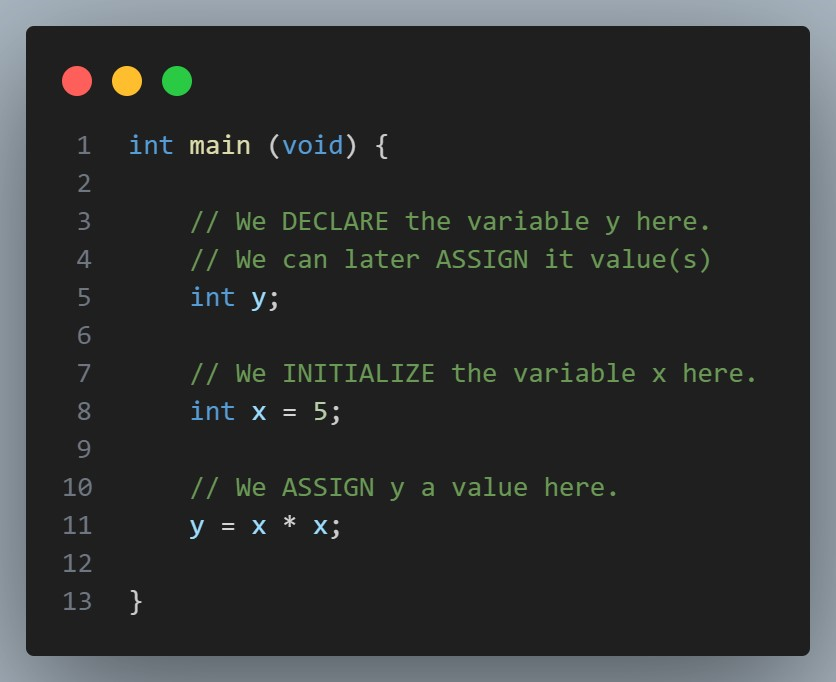 1 int main (void) {
2
3     // We DECLARE the variable y here.
4     // We can later ASSIGN it value(s)
5     int y;
6
7     // We INITIALIZE the variable x here.
8     int x = 5;
9
10     // We ASSIGN y a value here.
11     y = x * x;
12
13 }